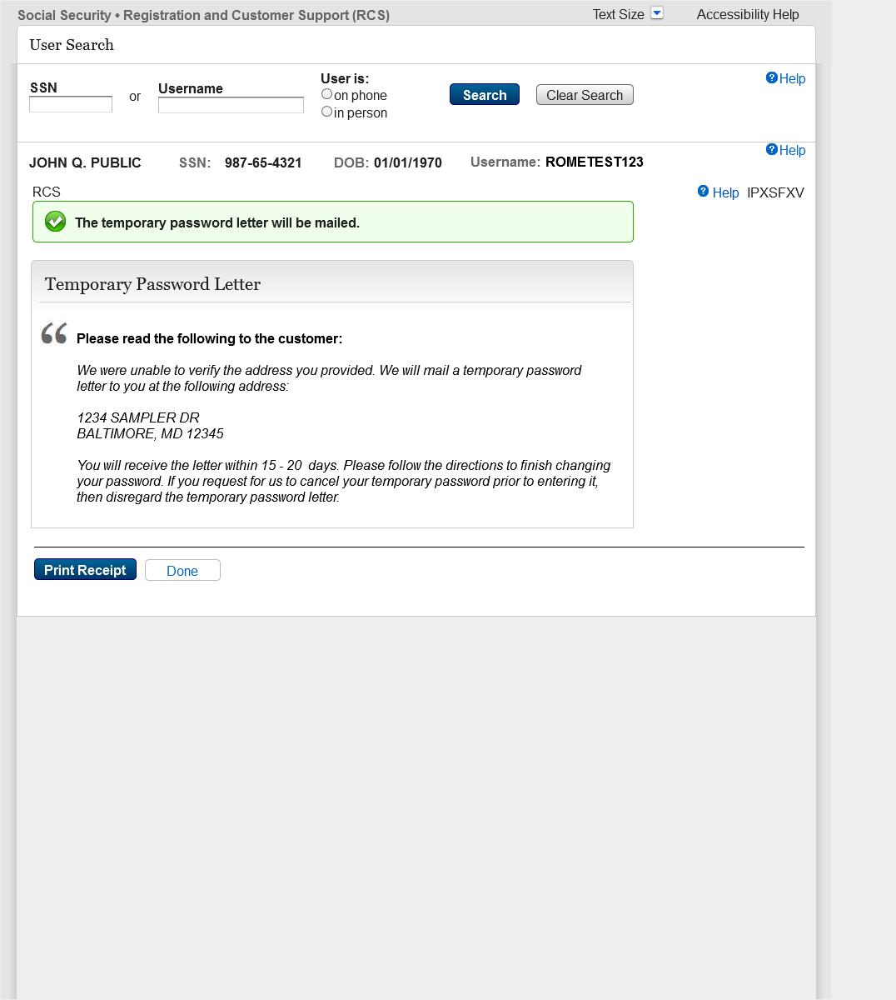 Social Security • Registration and Customer Support (RCS)
Text Size
Accessibility Help
User Search
SSN
or
Username
User is:
on phone
in person
Search
Clear Search
? Help
JOHN Q. PUBLIC SSN: 987-65-4321 DOB: 01/01/1970 Username: ROMETEST123
? Help
RCS
? Help IPXSFXV
The temporary password letter will be mailed.
Temporary Password Letter
“ Please read the following to the customer:
We were unable to verify the address you provided. We will mail a temporary password
letter to you at the following address:
1234 SAMPLER DR
BALTIMORE, MD 12345
You will receive the letter within 15 - 20 days. Please follow the directions to finish changing
your password. If you request for us to cancel your temporary password prior to entering it,
then disregard the temporary password letter.
Print Receipt
Done